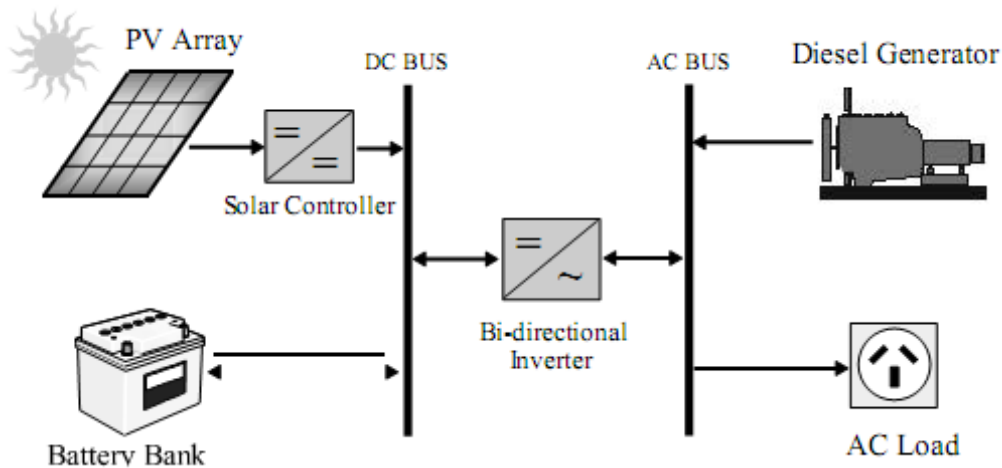 PV Array
DC BUS
AC BUS
Diesel Generator
Solar Controller
Bi-directional
Inverter
Battery Bank
AC Load